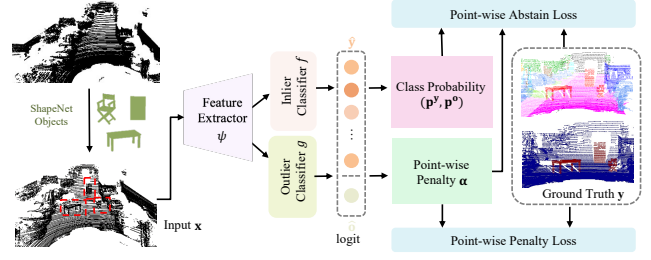 Point-wise Abstain Loss
ShapeNet
Objects
Feature
Extractor
ψ
Inlier
Classifier f
Outlier
Classifier g
ŷ
Class Probability
(p^y, p^o)
Point-wise
Penalty α
Ground Truth y
Input x
o
logit
Point-wise Penalty Loss